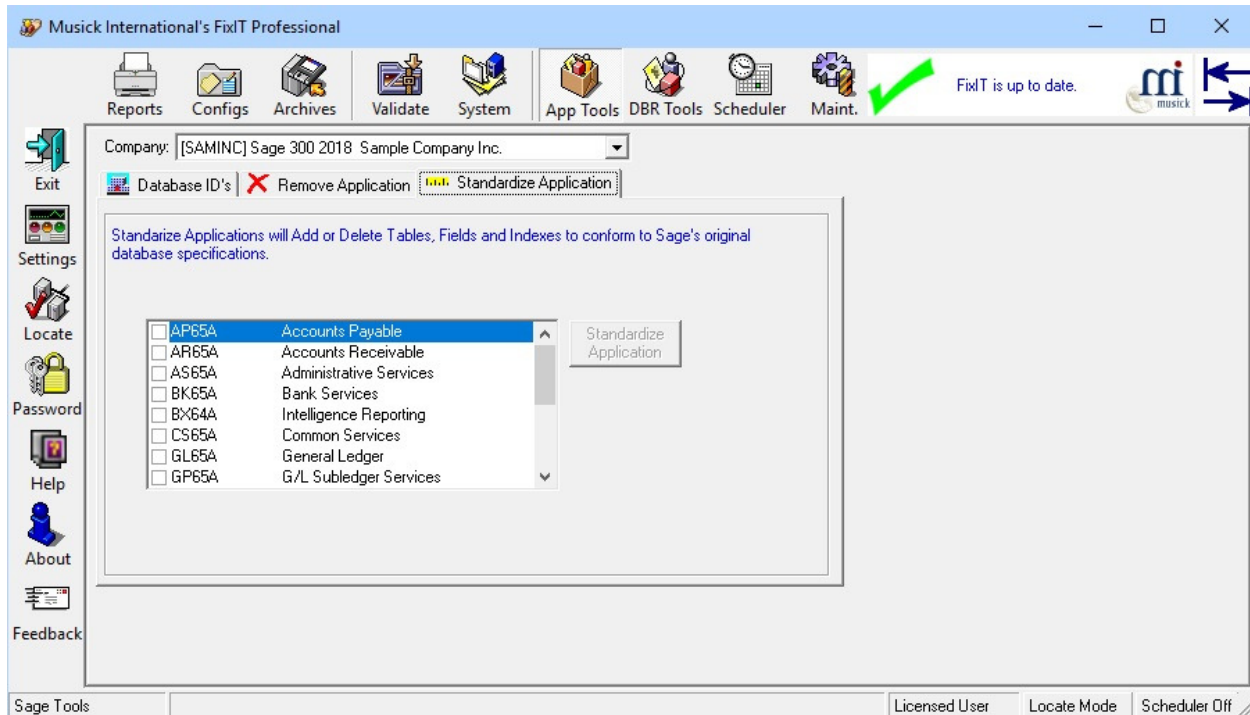 Musick International's FixIT Professional
Reports Configs Archives Validate System App Tools DBR Tools Scheduler Maint. FixIT is up to date. mi musick
Exit
Settings
Locate
Password
Help
About
Feedback
Company: [SAMINC] Sage 300 2018 Sample Company Inc.
Database ID's Remove Application Standardize Application
Standarize Applications will Add or Delete Tables, Fields and Indexes to conform to Sage's original
database specifications.
AP65A Accounts Payable
AR65A Accounts Receivable
AS65A Administrative Services
BK65A Bank Services
BX64A Intelligence Reporting
CS65A Common Services
GL65A General Ledger
GP65A G/L Subledger Services
Standardize
Application
Sage Tools Licensed User Locate Mode Scheduler Off